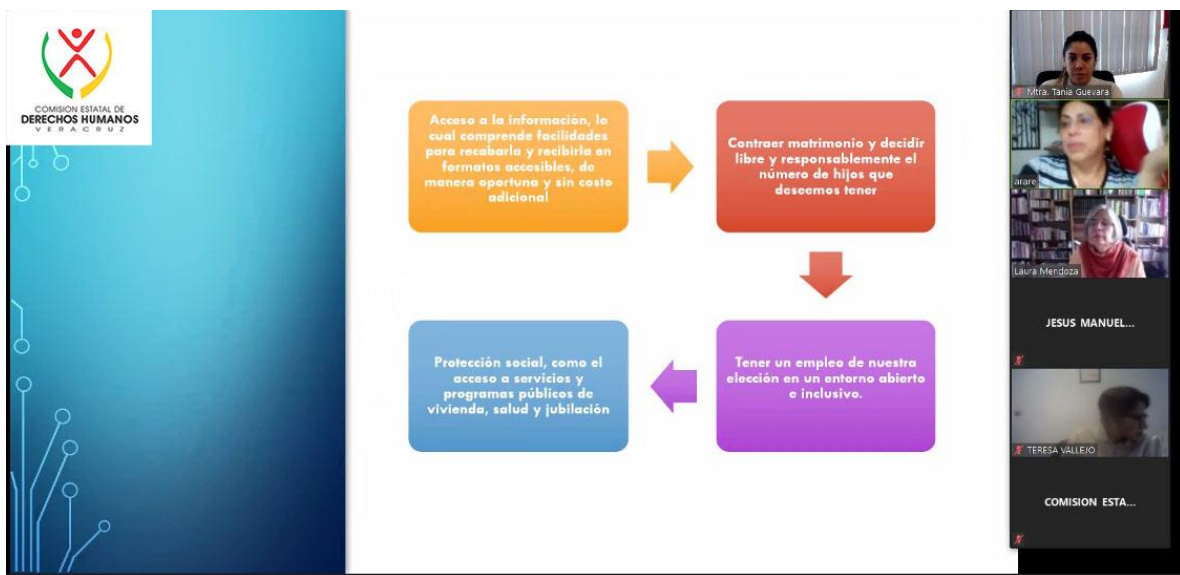 COMISION ESTATAL DE
DERECHOS HUMANOS
VERACRUZ
Acceso a la información, lo
cual comprende facilidades
para recabarla y recibirla en
formatos accesibles, de
manera oportuna y sin costo
adicional
Contraer matrimonio y decidir
libre y responsablemente el
número de hijos que
deseemos tener
Protección social, como el
acceso a servicios y
programas públicos de
vivienda, salud y jubilación
Tener un empleo de nuestra
elección en un entorno abierto
e inclusivo.
Mtra. Tania Guevara
arare
Laura Mendoza
JESUS MANUEL...
TERESA VALLEJO
COMISION ESTA...